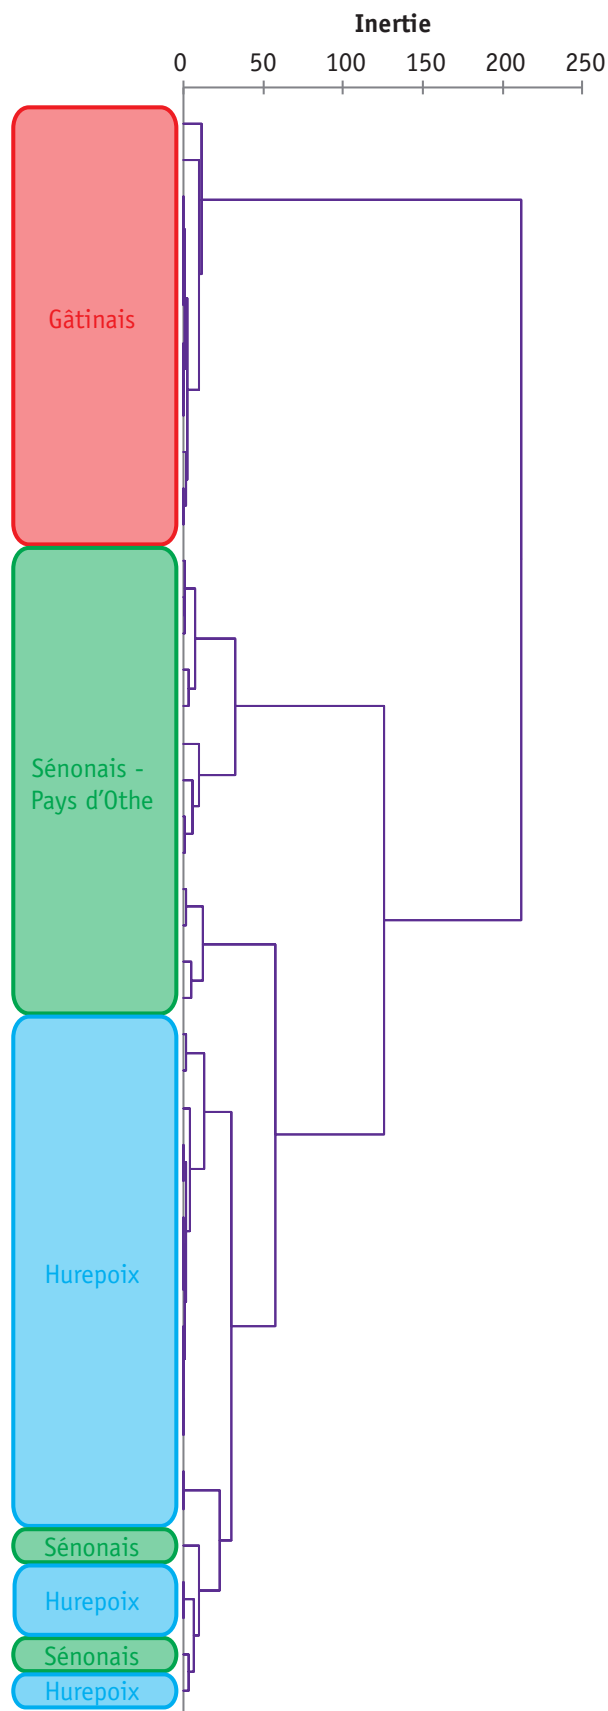 Inertie
0 50 100 150 200 250
Gâtinais
Sénonais -
Pays d'Othe
Hurepoix
Sénonais
Hurepoix
Sénonais
Hurepoix